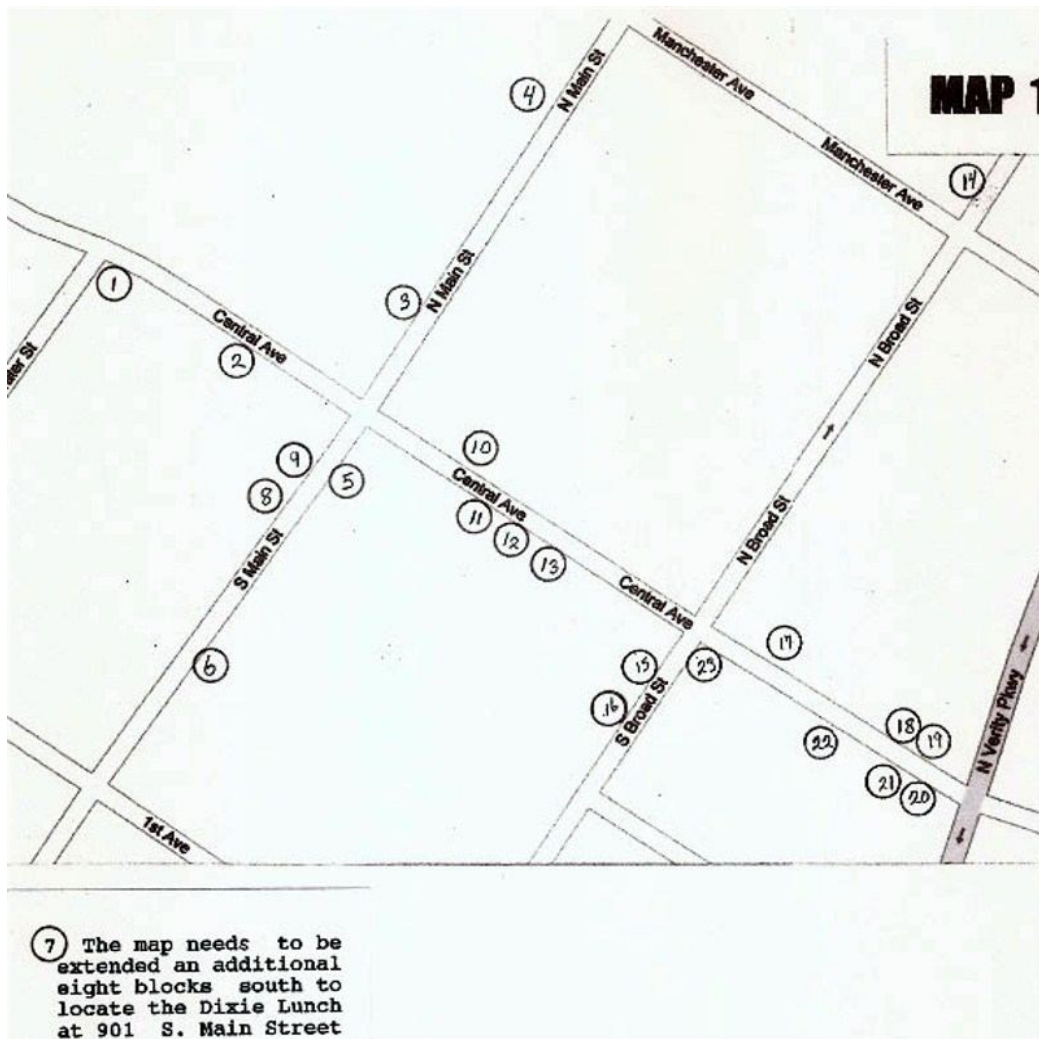 Manchester Ave
N Main St
4
MAP 1
Manchester Ave
14
1
N Main St
3
Central Ave
2
N Broad St
9
5
8
10
Central Ave
11
12
13
N Broad St
S Main St
Central Ave
6
15
23
17
16
S Broad St
18
19
22
21
20
N Verity Pkwy
1st Ave
7 The map needs to be
extended an additional
eight blocks south to
locate the Dixie Lunch
at 901 S. Main Street